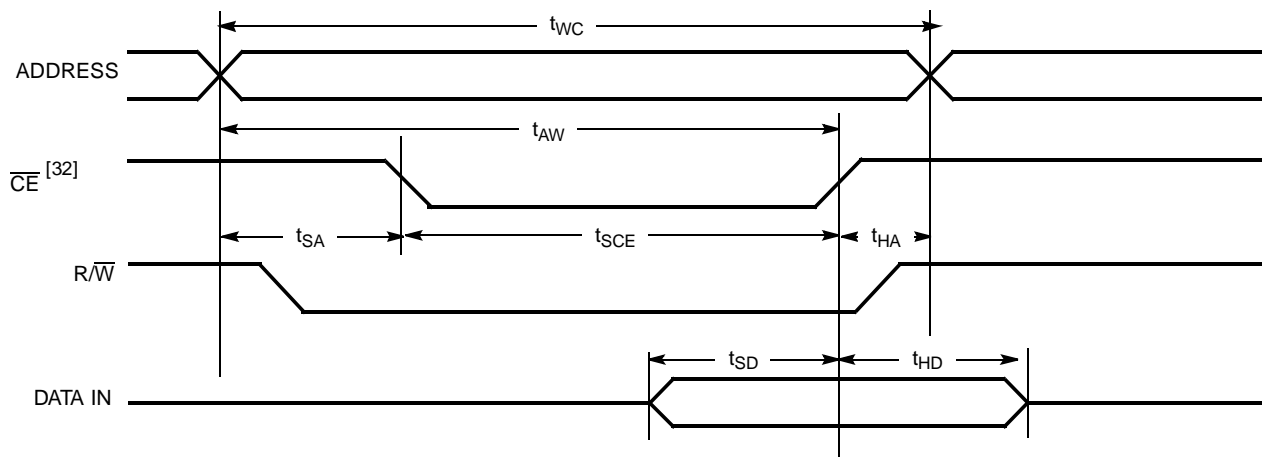 tWC
ADDRESS
tAW
CE [32]
tSA
tSCE
tHA
R/W
tSD
tHD
DATA IN